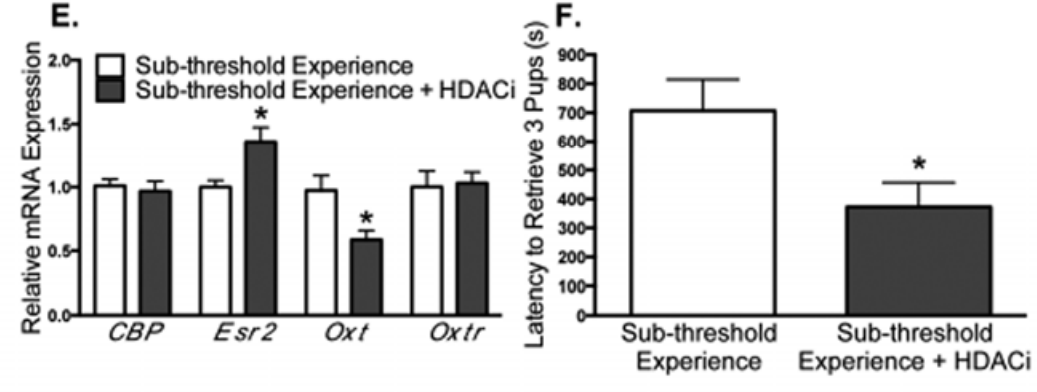 E.
Relative mRNA Expression
2.0
1.5
1.0
0.5
0.0
Sub-threshold Experience
Sub-threshold Experience + HDACi
*
*
CBP
Esr2
Oxt
Oxtr
F.
Latency to Retrieve 3 Pups (s)
900
800
700
600
500
400
300
200
100
0
*
Sub-threshold
Experience
Sub-threshold
Experience + HDACi